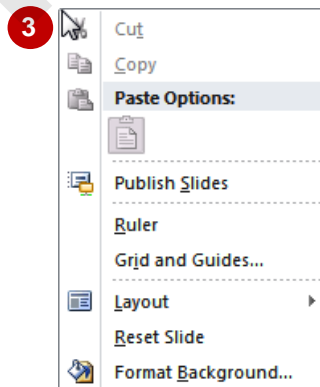 3
Cut
Copy
Paste Options:
Publish Slides
Ruler
Grid and Guides...
Layout
Reset Slide
Format Background...